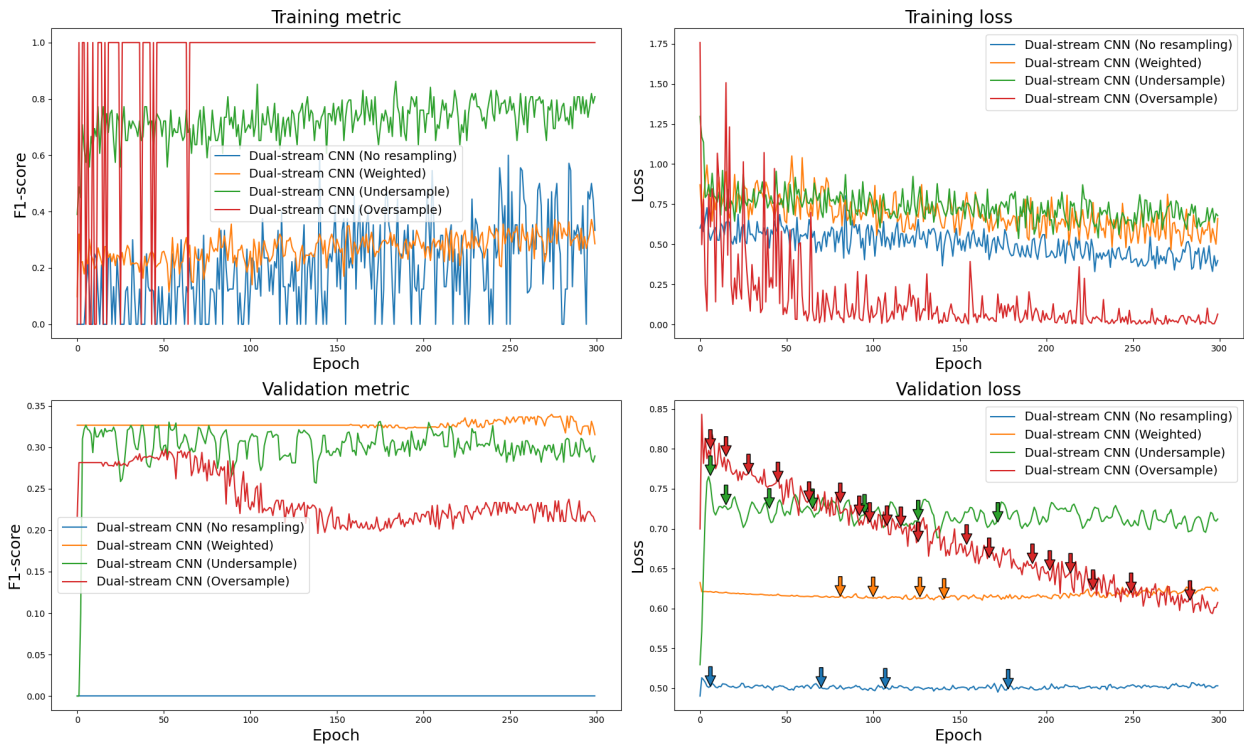 Training metric
F1-score
1.0
0.8
0.6
0.4
0.2
0.0
Dual-stream CNN (No resampling)
Dual-stream CNN (Weighted)
Dual-stream CNN (Undersample)
Dual-stream CNN (Oversample)
0
50
100
150
200
250
300
Epoch
Training loss
Loss
1.75
1.50
1.25
1.00
0.75
0.50
0.25
0.00
Dual-stream CNN (No resampling)
Dual-stream CNN (Weighted)
Dual-stream CNN (Undersample)
Dual-stream CNN (Oversample)
0
50
100
150
200
250
300
Epoch
Validation metric
F1-score
0.35
0.30
0.25
0.20
0.15
0.10
0.05
0.00
Dual-stream CNN (No resampling)
Dual-stream CNN (Weighted)
Dual-stream CNN (Undersample)
Dual-stream CNN (Oversample)
0
50
100
150
200
250
300
Epoch
Validation loss
Loss
0.85
0.80
0.75
0.70
0.65
0.60
0.55
0.50
Dual-stream CNN (No resampling)
Dual-stream CNN (Weighted)
Dual-stream CNN (Undersample)
Dual-stream CNN (Oversample)
0
50
100
150
200
250
300
Epoch